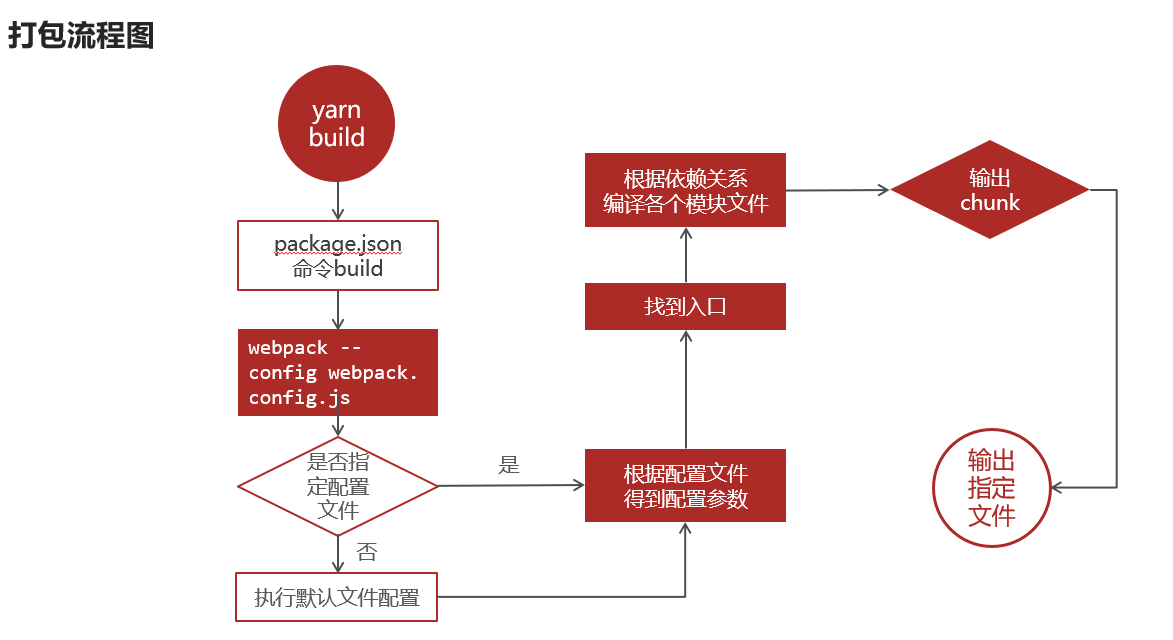 打包流程图
yarn
build
package.json
命令build
webpack --
config webpack.
config.js
是否指
定配置
文件
是
否
执行默认文件配置
根据配置文件
得到配置参数
找到入口
根据依赖关系
编译各个模块文件
输出
chunk
输出
指定
文件